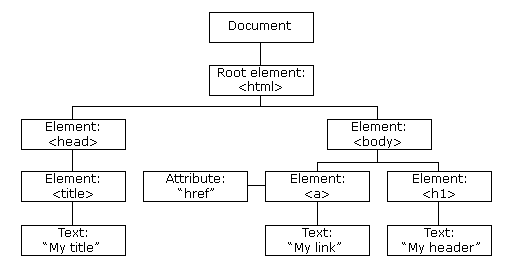 Document
Root element:
<html>
Element:
<head>
Element:
<body>
Element:
<title>
Attribute:
“href”
Element:
<a>
Element:
<h1>
Text:
“My title”
Text:
“My link”
Text:
“My header”